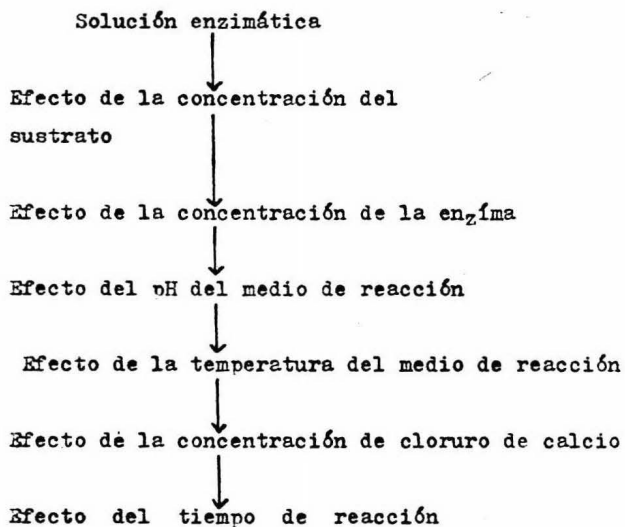 Solución enzimática
Efecto de la concentración del
sustrato
Efecto de la concentración de la enzíma
Efecto del pH del medio de reacción
Efecto de la temperatura del medio de reacción
Efecto de la concentración de cloruro de calcio
Efecto del tiempo de reacción